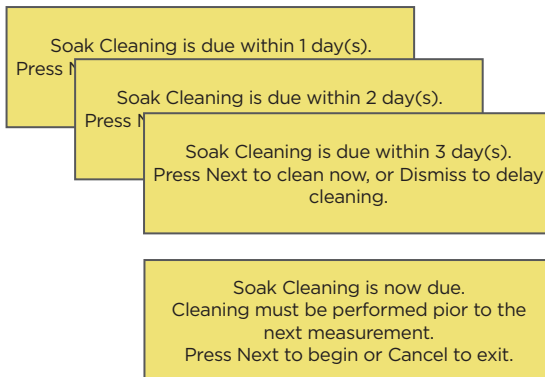 Soak Cleaning is due within 1 day(s).
Press
Soak Cleaning is due within 2 day(s).
Press
Soak Cleaning is due within 3 day(s).
Press Next to clean now, or Dismiss to delay
cleaning.
Soak Cleaning is now due.
Cleaning must be performed pior to the
next measurement.
Press Next to begin or Cancel to exit.